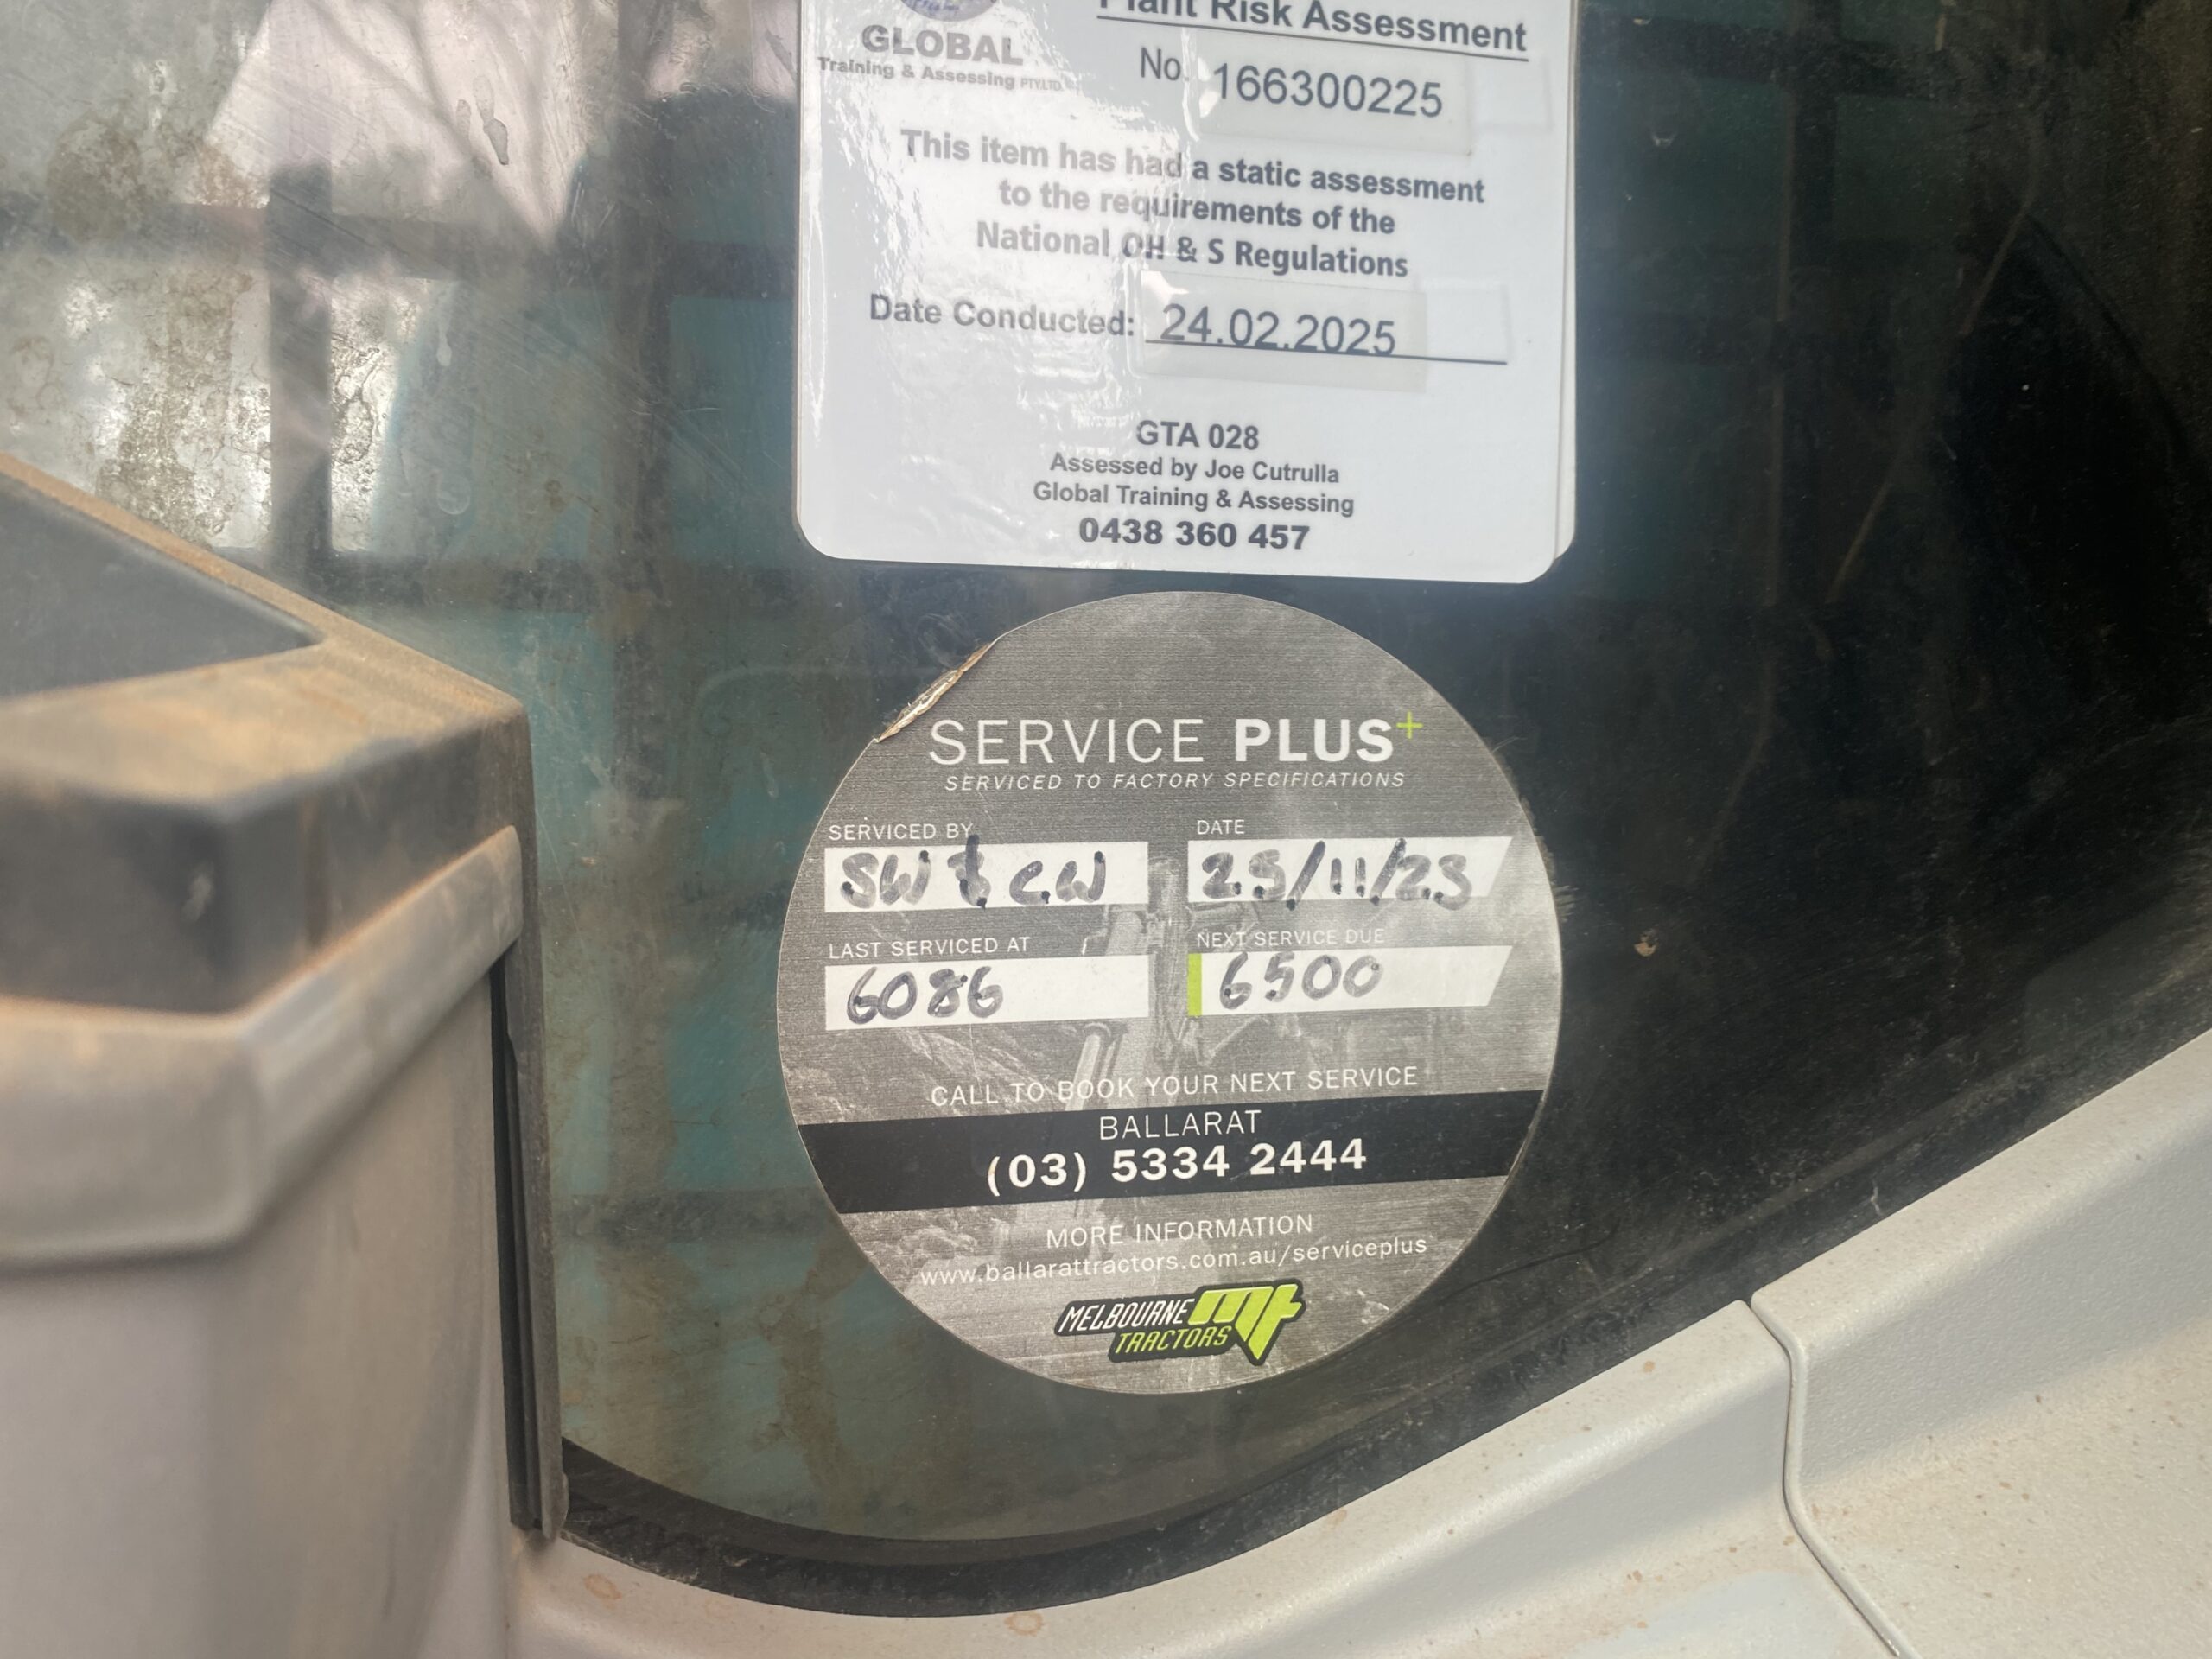 Plant Risk Assessment
GLOBAL
Training & Assessing PTY.LTD.
No. 166300225
This item has had a static assessment
to the requirements of the
National OH & S Regulations
Date Conducted: 24.02.2025
GTA 028
Assessed by Joe Cutrulla
Global Training & Assessing
0438 360 457
SERVICE PLUS+
SERVICED TO FACTORY SPECIFICATIONS
SERVICED BY
SW & CW
DATE
25/11/23
LAST SERVICED AT
6086
NEXT SERVICE DUE
6500
CALL TO BOOK YOUR NEXT SERVICE
BALLARAT
(03) 5334 2444
MORE INFORMATION
www.ballarattractors.com.au/serviceplus
MELBOURNE
TRACTORS
mt